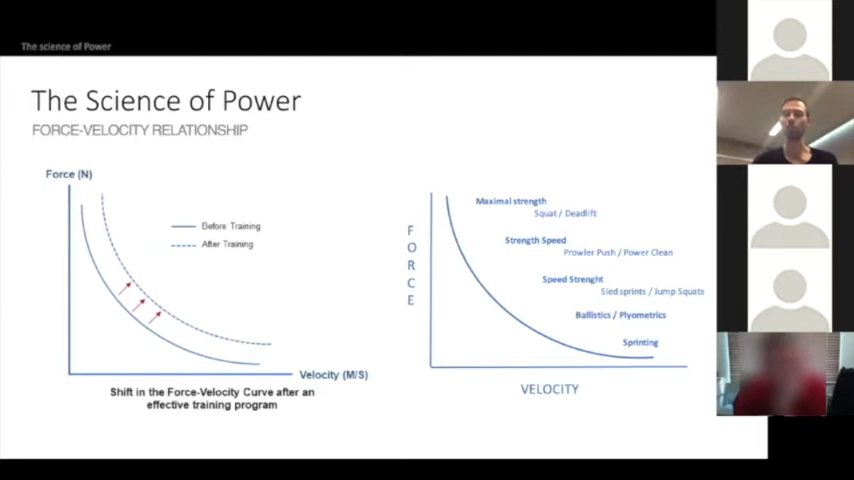 The science of Power
The Science of Power
FORCE-VELOCITY RELATIONSHIP
Force (N)
Before Training
After Training
Velocity (M/S)
Shift in the Force-Velocity Curve after an
effective training program
F
O
R
C
E
Maximal strength
Squat / Deadlift
Strength Speed
Prowler Push / Power Clean
Speed Strenght
Sled sprints / Jump Squats
Ballistics / Plyometrics
Sprinting
VELOCITY